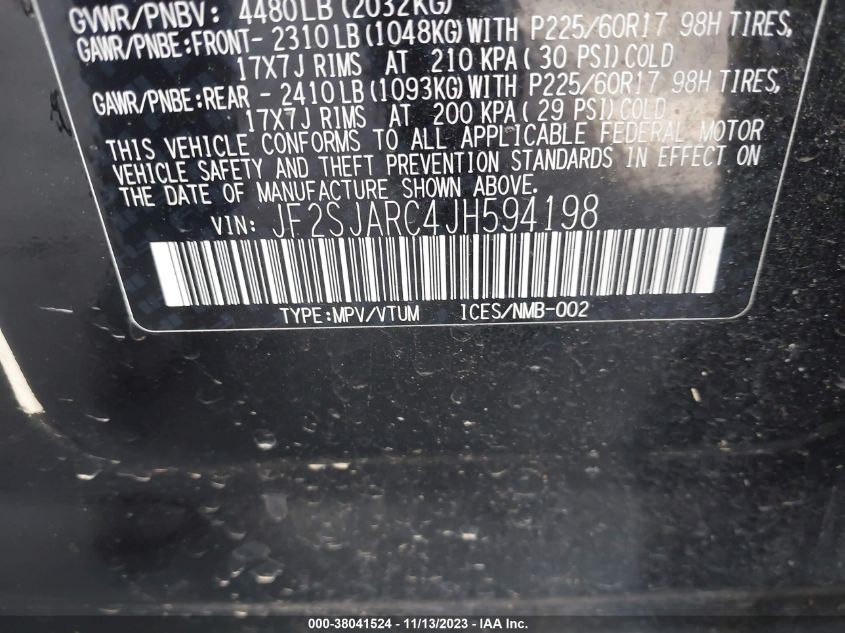 GVWR/PNBV: 4480LB (2032KG)
GAWR/PNBE:FRONT- 2310LB(1048KG)WITH P225/60R17 98H TIRES,
17X7J RIMS AT 210 KPA( 30 PSI)COLD
GAWR/PNBE:REAR - 2410LB(1093KG)WITH P225/60R17 98H TIRES,
17X7J RIMS AT 200 KPA( 29 PSI)COLD
THIS VEHICLE CONFORMS TO ALL APPLICABLE FEDERAL MOTOR
VEHICLE SAFETY AND THEFT PREVENTION STANDARDS IN EFFECT ON
THE DATE OF MANUFACTURE SHOWN ABOVE.
VIN: JF2SJARC4JH594198
TYPE:MPV/VTUM ICES/NMB-002
000-38041524 - 11/13/2023 - IAA Inc.